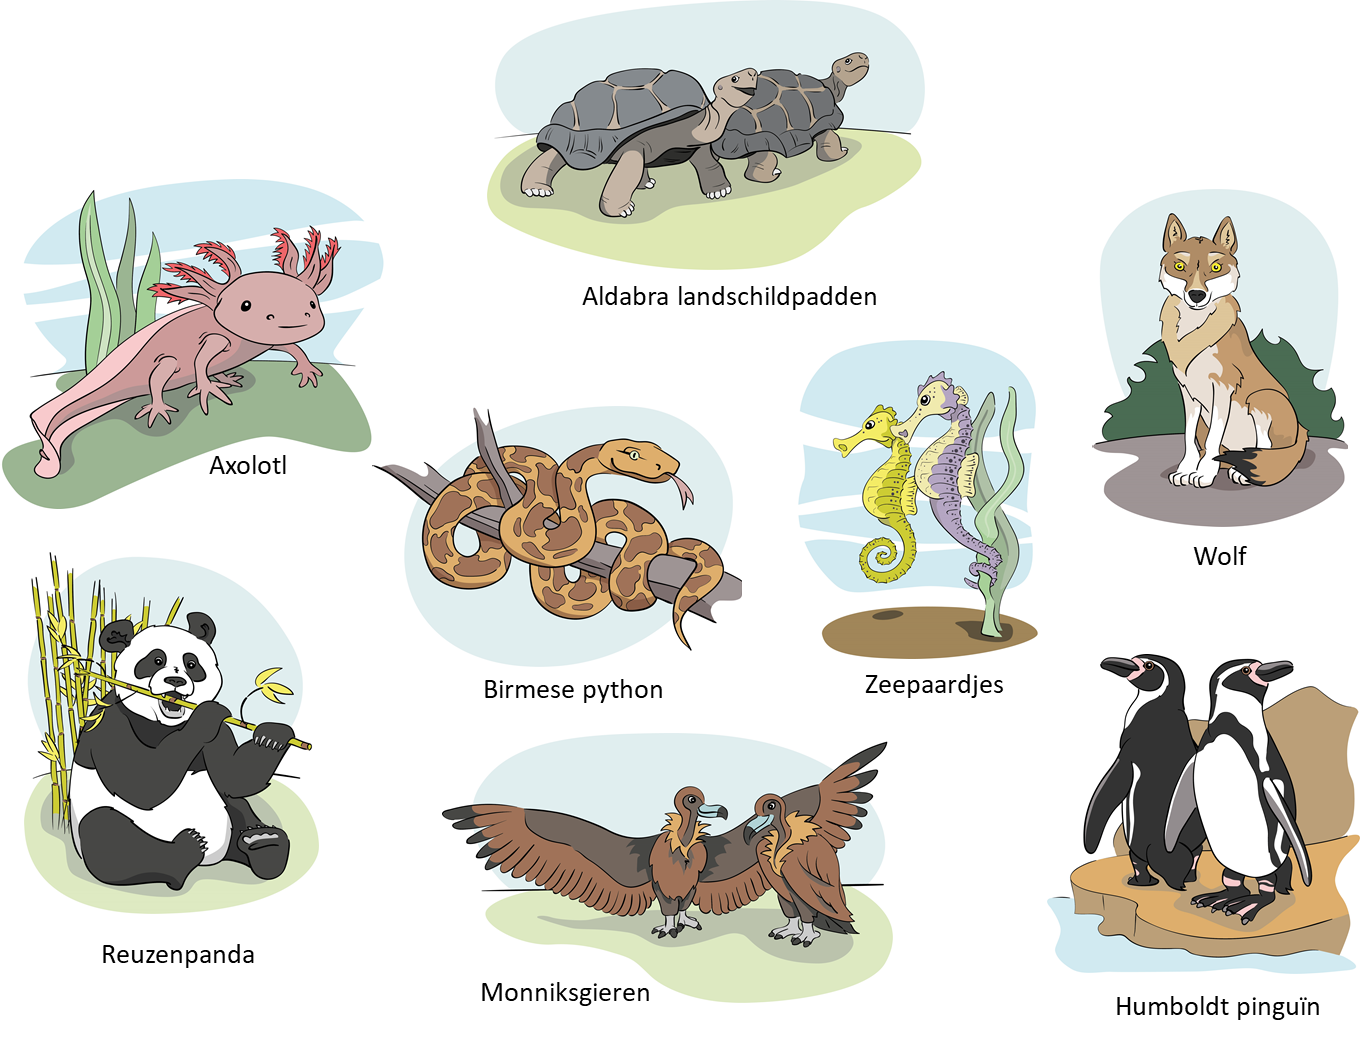 Aldabra landschildpadden
Axolotl
Wolf
Birmese python
Zeepaardjes
Reuzenpanda
Monniksgieren
Humboldt pinguïn